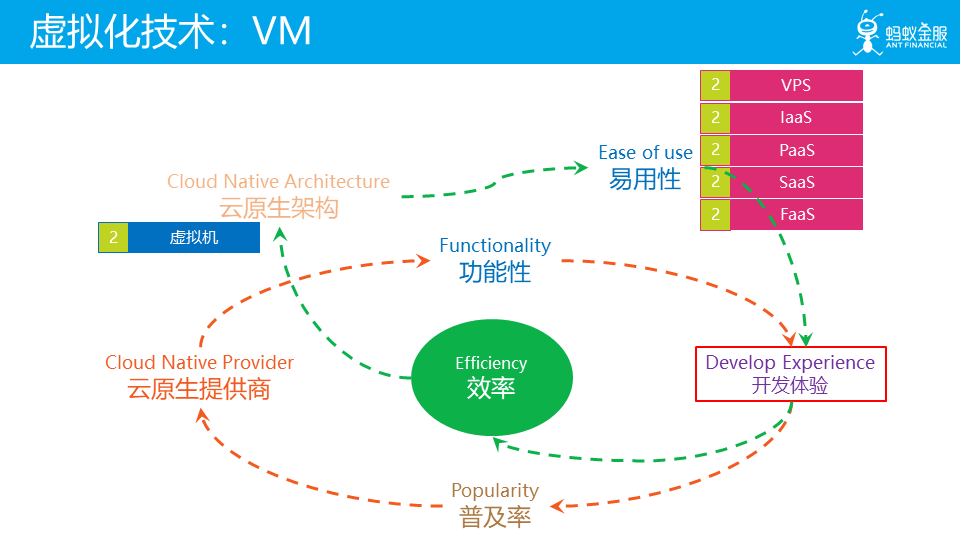 虚拟化技术：VM
蚂蚁金服
ANT FINANCIAL
2 VPS
2 IaaS
2 PaaS
2 SaaS
2 FaaS
Ease of use
易用性
Cloud Native Architecture
云原生架构
2 虚拟机
Functionality
功能性
Cloud Native Provider
云原生提供商
Efficiency
效率
Develop Experience
开发体验
Popularity
普及率